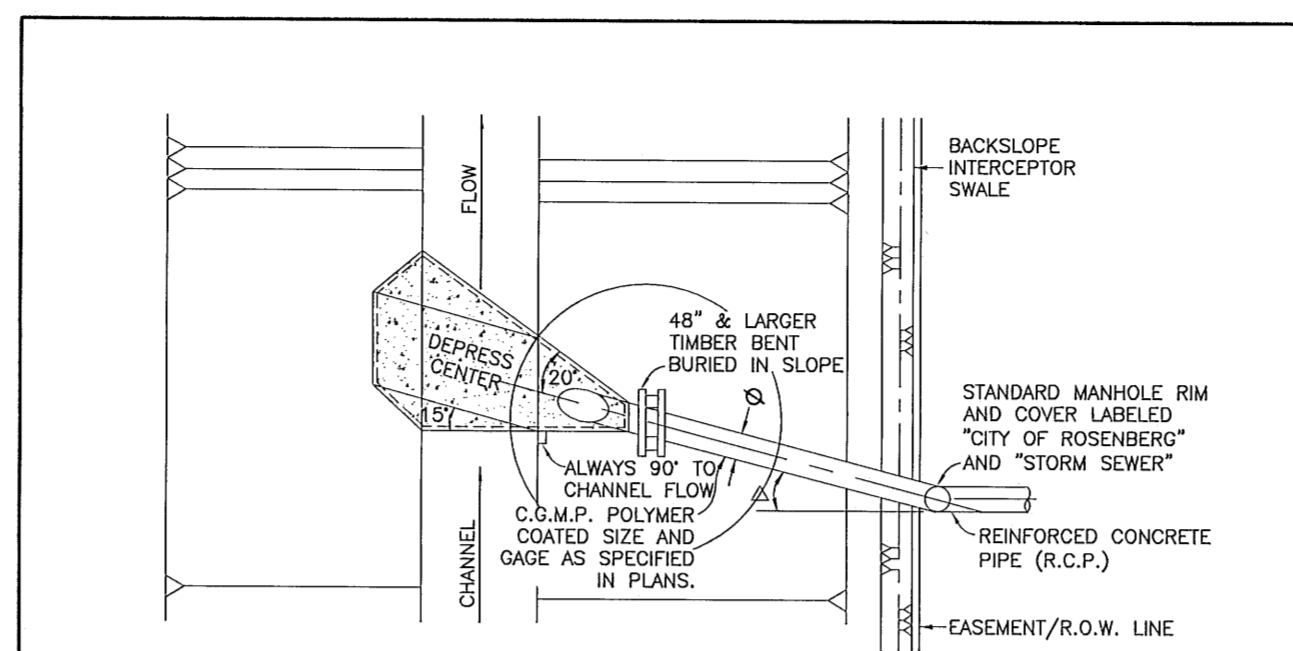 BACKSLOPE
INTERCEPTOR
SWALE
FLOW
48" & LARGER
TIMBER BENT
BURIED IN SLOPE
DEPRESS
CENTER
20°
15°
Ø
STANDARD MANHOLE RIM
AND COVER LABELED
"CITY OF ROSENBERG"
AND "STORM SEWER"
ALWAYS 90° TO
CHANNEL FLOW
C.G.M.P. POLYMER
COATED SIZE AND
GAGE AS SPECIFIED
IN PLANS.
REINFORCED CONCRETE
PIPE (R.C.P.)
CHANNEL
EASEMENT/R.O.W. LINE